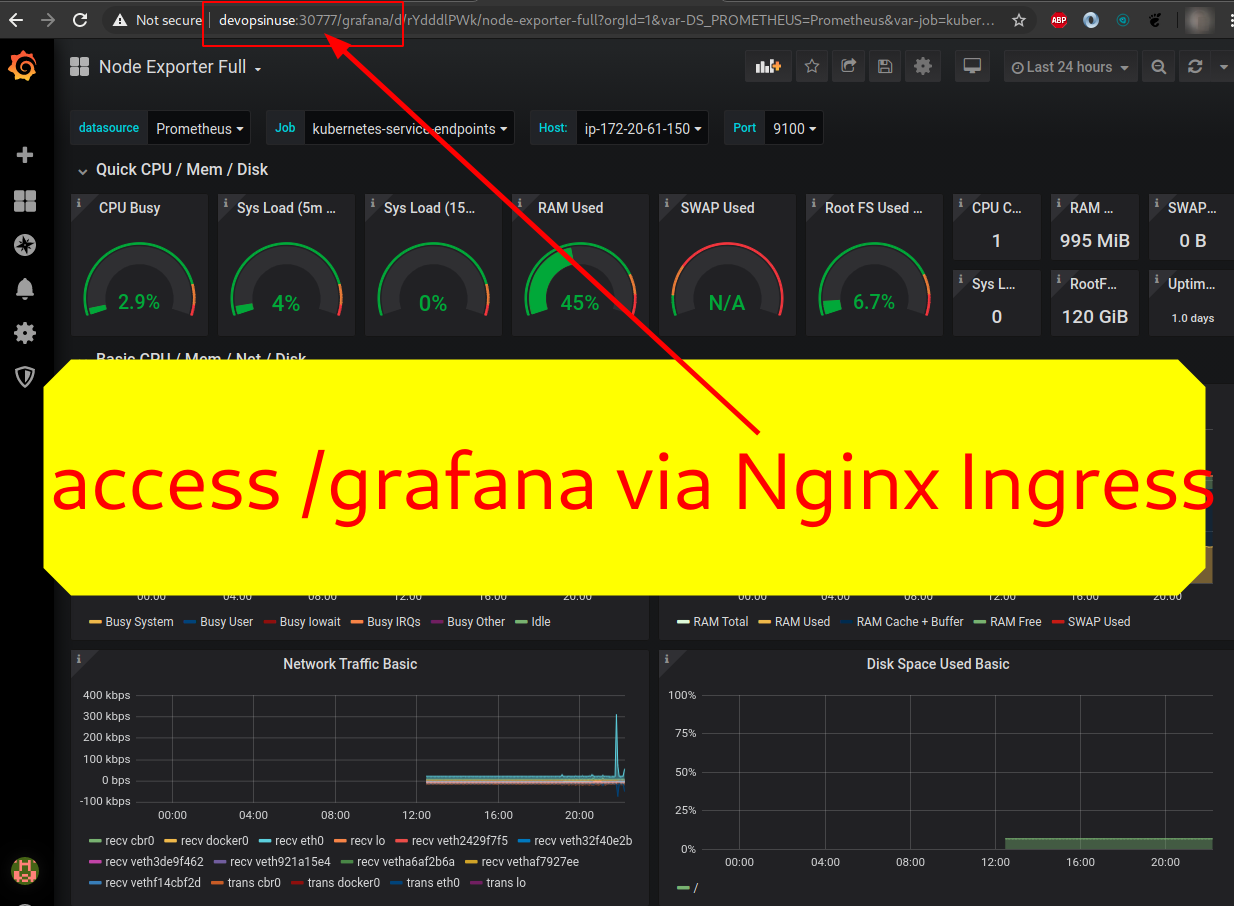 Not secure | devopsinuse:30777/grafana/d/rYdddlPWk/node-exporter-full?orgId=1&var-DS_PROMETHEUS=Prometheus&var-job=kuber...
ABP
Node Exporter Full
Last 24 hours
datasource Prometheus Job kubernetes-service-endpoints Host: ip-172-20-61-150 Port 9100
Quick CPU / Mem / Disk
CPU Busy Sys Load (5m ... Sys Load (15... RAM Used SWAP Used Root FS Used ... CPU C... RAM ... SWAP...
1 995 MiB 0 B
Sys L... RootF... Uptim...
2.9% 4% 0% 45% N/A 6.7%
0 120 GiB 1.0 days
Basic CPU / Mem / Net / Disk
access /grafana via Nginx Ingress
00:00 04:00 08:00 12:00 16:00 20:00 00:00 04:00 08:00 12:00 16:00 20:00
Busy System Busy User Busy Iowait Busy IRQs Busy Other Idle
RAM Total RAM Used RAM Cache + Buffer RAM Free SWAP Used
Network Traffic Basic
400 kbps
300 kbps
200 kbps
100 kbps
0 bps
-100 kbps
00:00 04:00 08:00 12:00 16:00 20:00
recv cbr0 recv docker0 recv eth0 recv lo recv veth2429f7f5 recv veth32f40e2b
recv veth3de9f462 recv veth921a15e4 recv vetha6af2b6a recv vethaf7927ee
recv vethf14cbf2d trans cbr0 trans docker0 trans eth0 trans lo
Disk Space Used Basic
100%
75%
50%
25%
0%
00:00 04:00 08:00 12:00 16:00 20:00
/